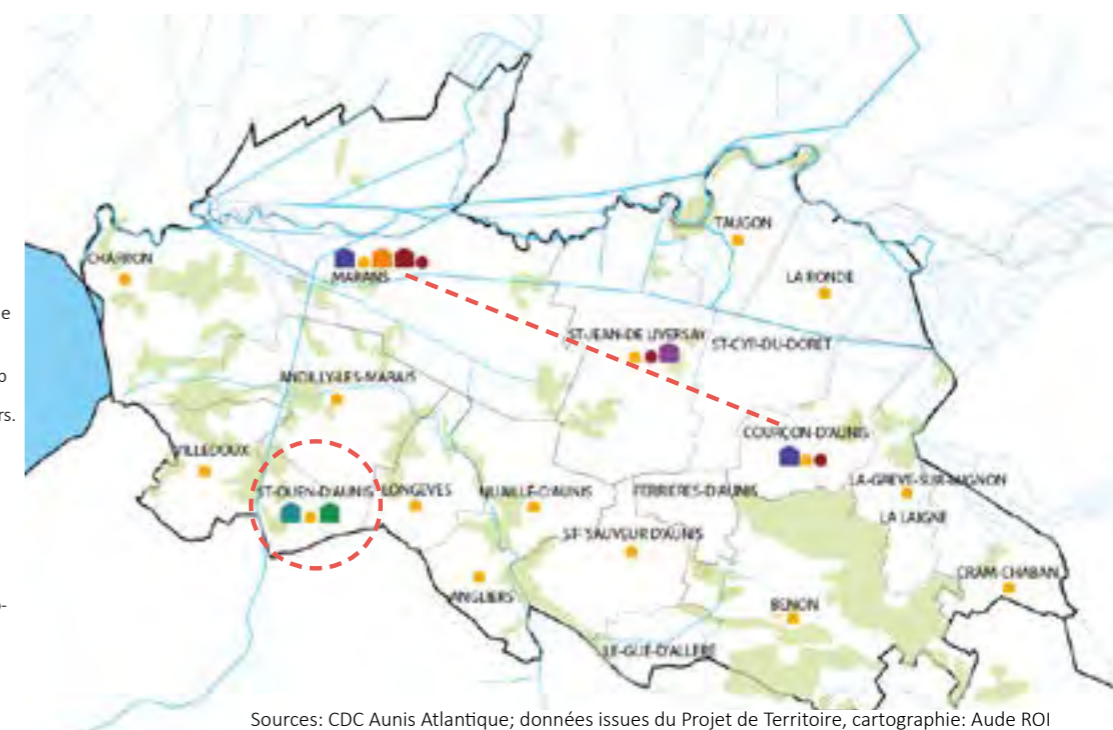 TAUGON
CHARRON
LA RONDE
MARANS
e
ST-JEAN-DE LIVERSAY
ST-CYR-DU-DORET
ANDILLY-LES-MARAIS
rs.
COURÇON-D'AUNIS
VILLEDOUX
LA-GREVE-SUR-MIGNON
ST-OUEN-D'AUNIS
LONGEVES
NUAILLE-D'AUNIS
FERRIERES-D'AUNIS
LA LAIGNE
ST-SAUVEUR D'AUNIS
CRAM-CHABAN
ANGLIERS
BENON
LE-GUE-D'ALLERE
Sources: CDC Aunis Atlantique; données issues du Projet de Territoire, cartographie: Aude ROI